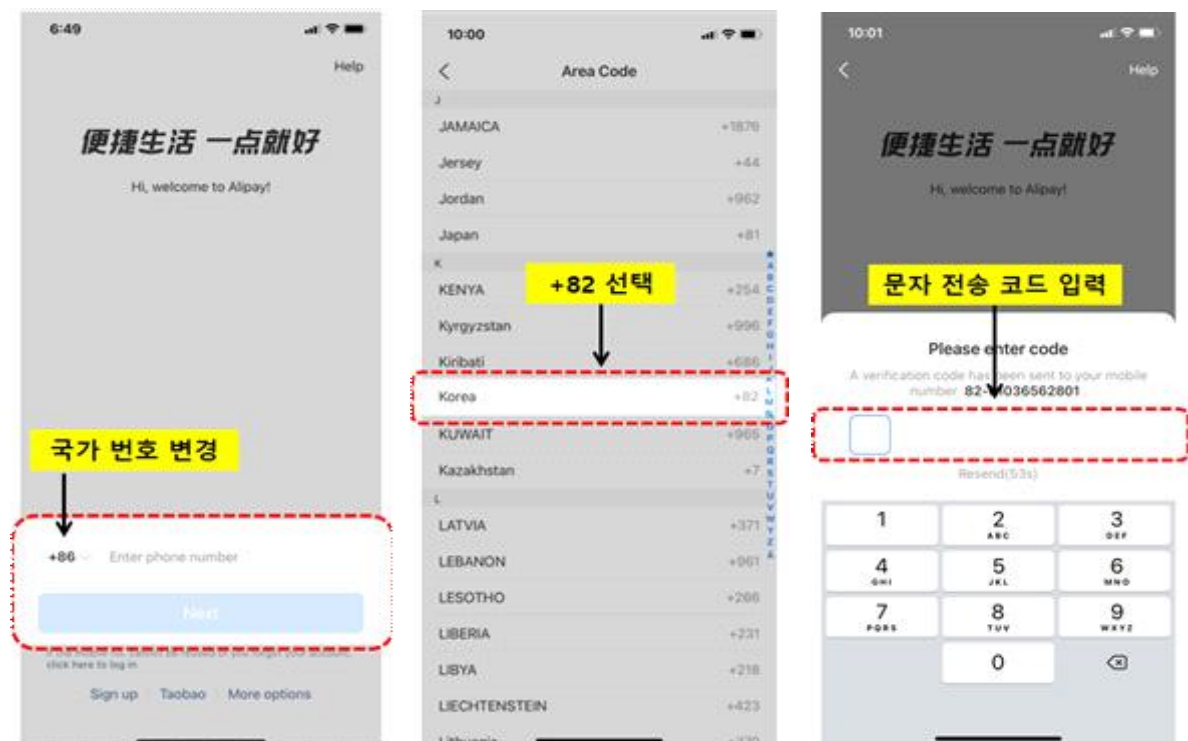 6:49
Help
便捷生活 一点就好
Hi, welcome to Alipay!
국가 번호 변경
+86
Enter phone number
Next
click here to log in
Sign up
Taobao
More options
10:00
Area Code
J
JAMAICA +1876
Jersey +44
Jordan +962
Japan +81
K
KENYA +254
+82 선택
Kyrgyzstan +996
Kiribati +686
Korea +82
KUWAIT +965
Kazakhstan +7
L
LATVIA +371
LEBANON +961
LESOTHO +266
LIBERIA +231
LIBYA +218
LIECHTENSTEIN +423
10:01
Help
便捷生活 一点就好
Hi, welcome to Alipay!
문자 전송 코드 입력
Please enter code
A verification code has been sent to your mobile
number
Resend(53s)
1
2 ABC
3 DEF
4 GHI
5 JKL
6 MNO
7 PQRS
8 TUV
9 WXYZ
0